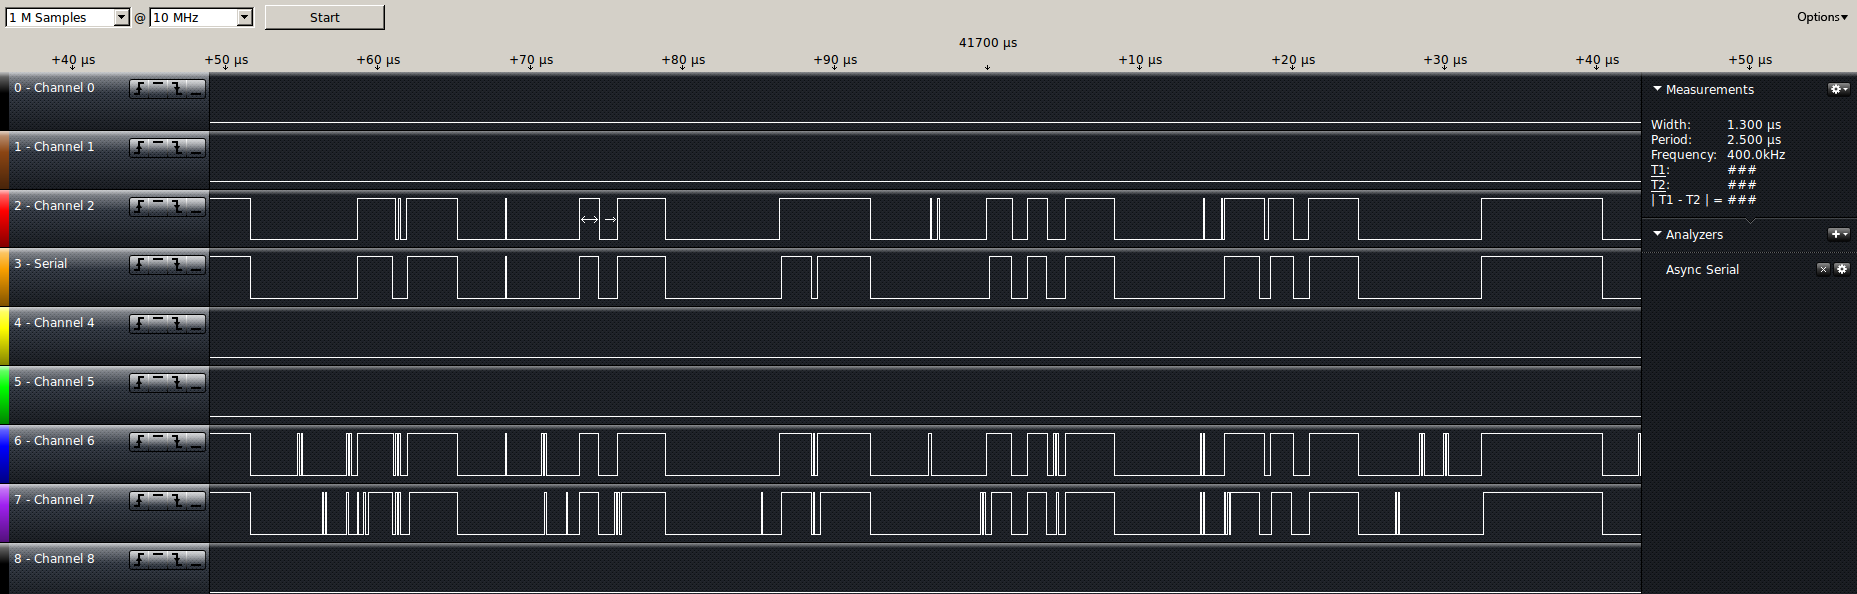 1 M Samples @ 10 MHz Start Options
41700 µs
+40 µs +50 µs +60 µs +70 µs +80 µs +90 µs +10 µs +20 µs +30 µs +40 µs +50 µs
0 - Channel 0
1 - Channel 1
2 - Channel 2
3 - Serial
4 - Channel 4
5 - Channel 5
6 - Channel 6
7 - Channel 7
8 - Channel 8
Measurements
Width: 1.300 µs
Period: 2.500 µs
Frequency: 400.0kHz
T1: ###
T2: ###
| T1 - T2 | = ###
Analyzers
Async Serial